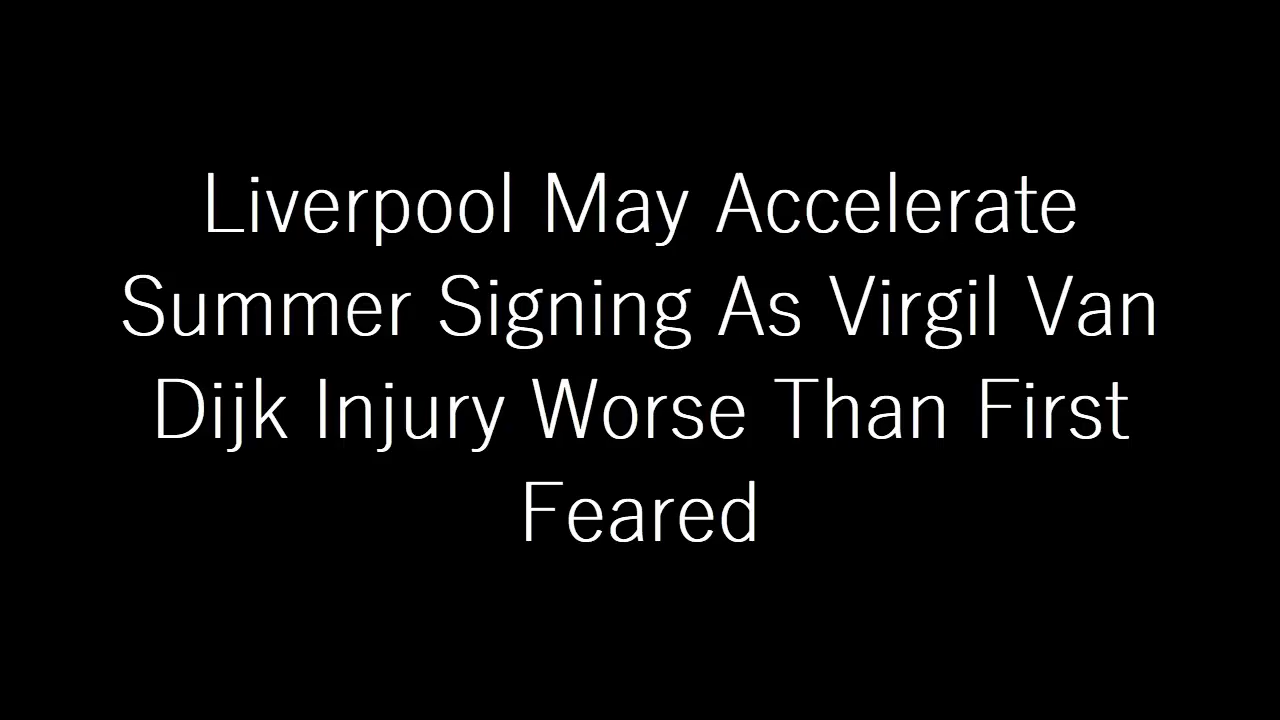 Liverpool May Accelerate
Summer Signing As Virgil Van
Dijk Injury Worse Than First
Feared